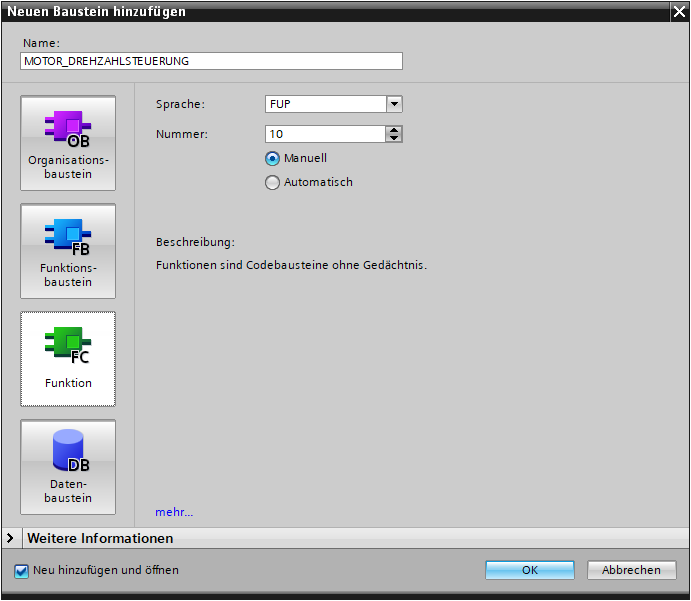 Neuen Baustein hinzufügen
Name:
MOTOR_DREHZAHLSTEUERUNG
OB
Organisations-
baustein
FB
Funktions-
baustein
FC
Funktion
DB
Daten-
baustein
Sprache:
FUP
Nummer:
10
Manuell
Automatisch
Beschreibung:
Funktionen sind Codebausteine ohne Gedächtnis.
mehr...
Weitere Informationen
Neu hinzufügen und öffnen
OK
Abbrechen